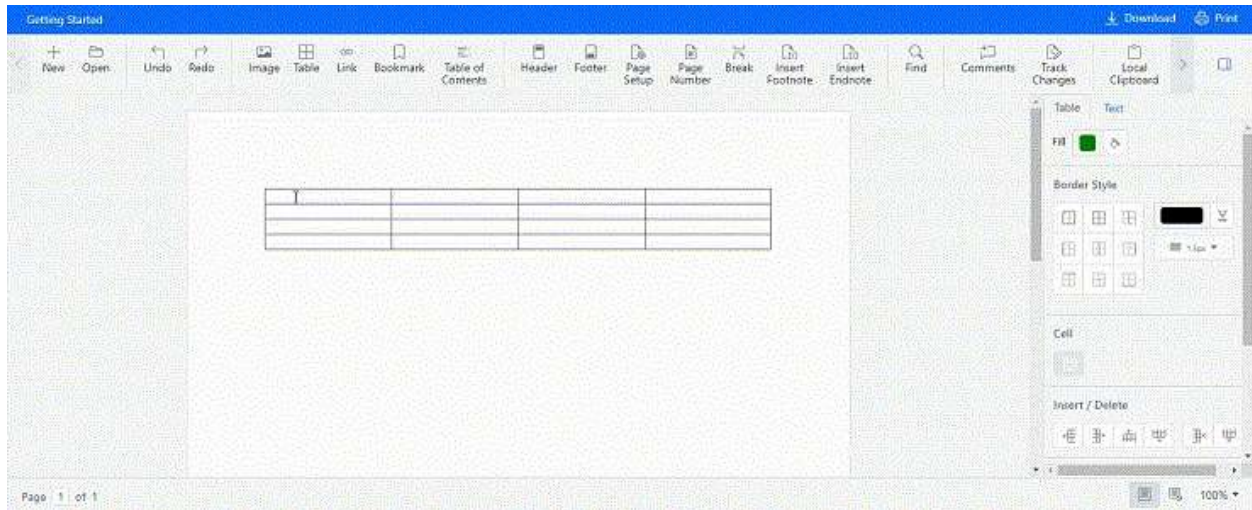 Getting Started
Download Print
New Open Undo Redo Image Table Link Bookmark Table of Contents Header Footer Page Setup Page Number Break Insert Footnote Insert Endnote Find Comments Track Changes Local Clipboard
Table Text
Fill
Border Style
Cell
Insert / Delete
Page 1 of 1
100%